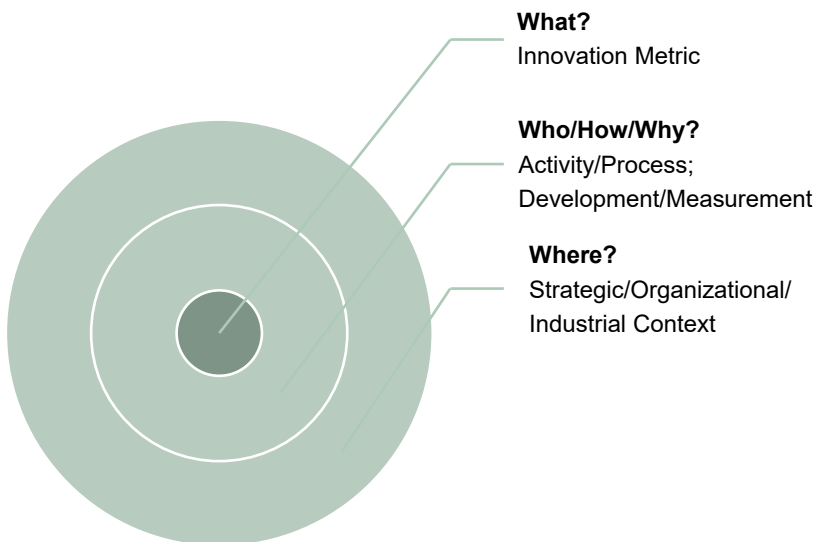 What?
Innovation Metric
Who/How/Why?
Activity/Process;
Development/Measurement
Where?
Strategic/Organizational/
Industrial Context